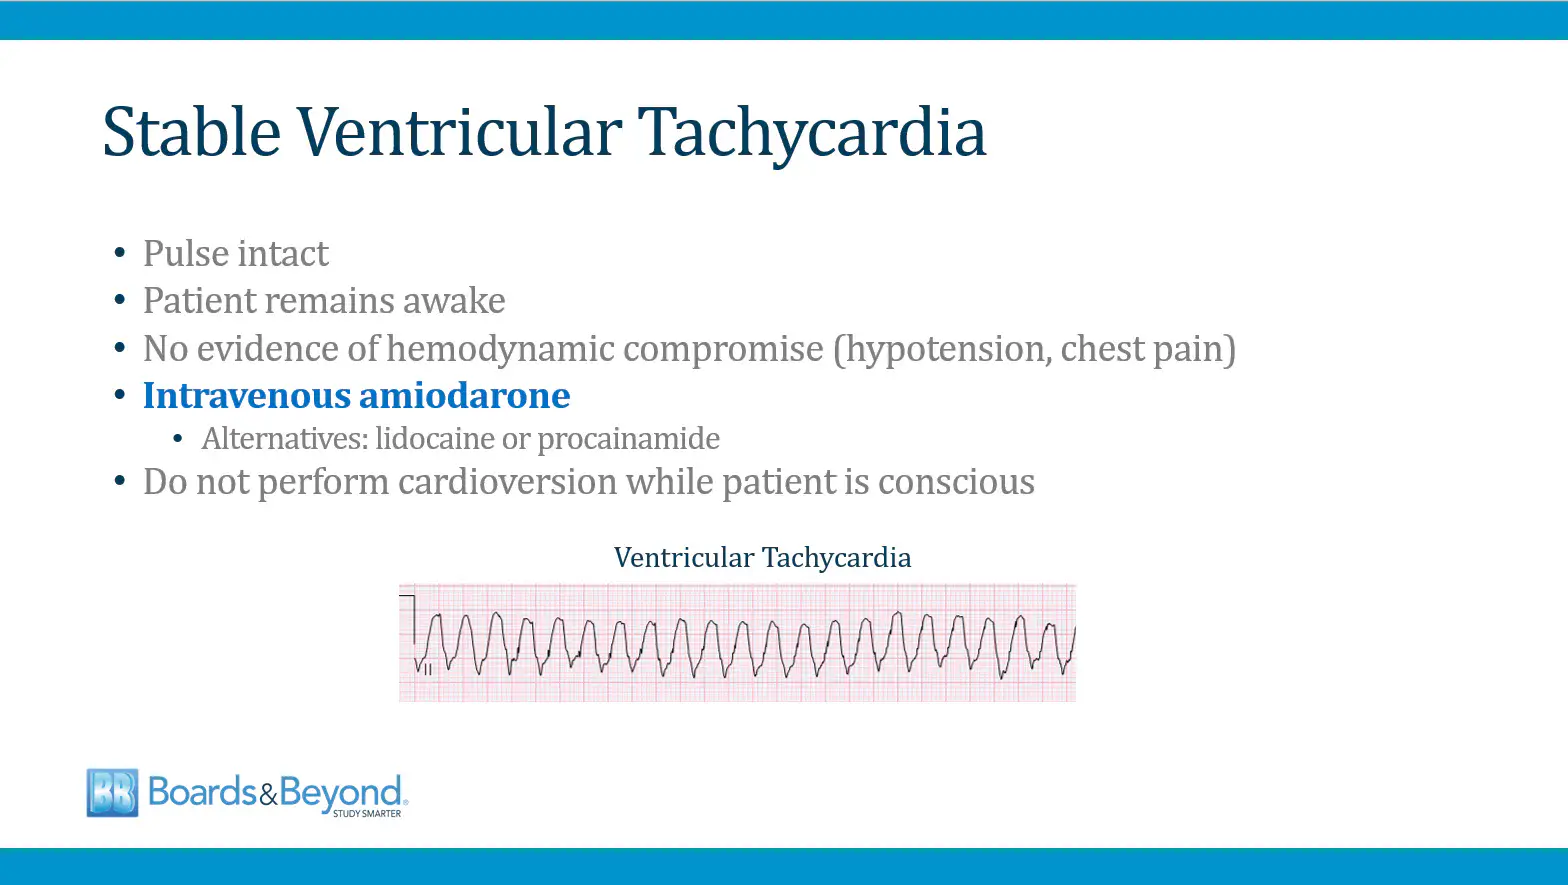 Stable Ventricular Tachycardia
• Pulse intact
• Patient remains awake
• No evidence of hemodynamic compromise (hypotension, chest pain)
• Intravenous amiodarone
• Alternatives: lidocaine or procainamide
• Do not perform cardioversion while patient is conscious
Ventricular Tachycardia
II
BB Boards&Beyond®
STUDY SMARTER